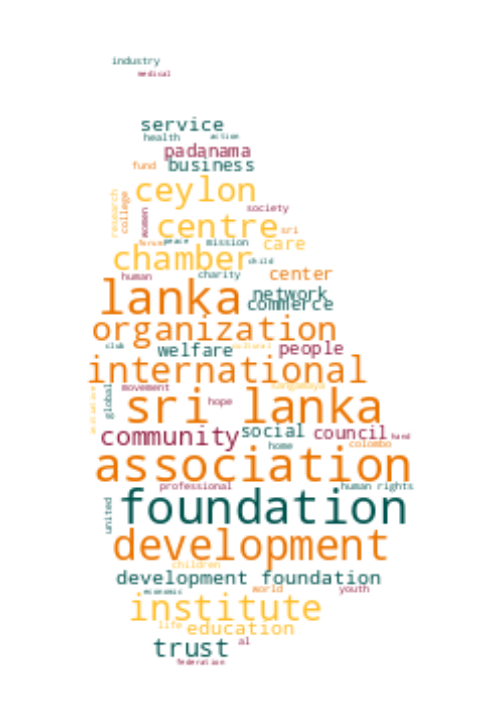 industry
medical
service
health action
padanama
fund business
ceylon
research college women society
centre sri
forum peace mission care
chamber child
human charity center
lanka network
commerce
organization
club welfare cultural people
international
movement
global sri lanka
hope
community social council hand
home colombo
association
professional human rights
united foundation
development
children
development foundation
economic world youth
institute
life education
trust al
federation